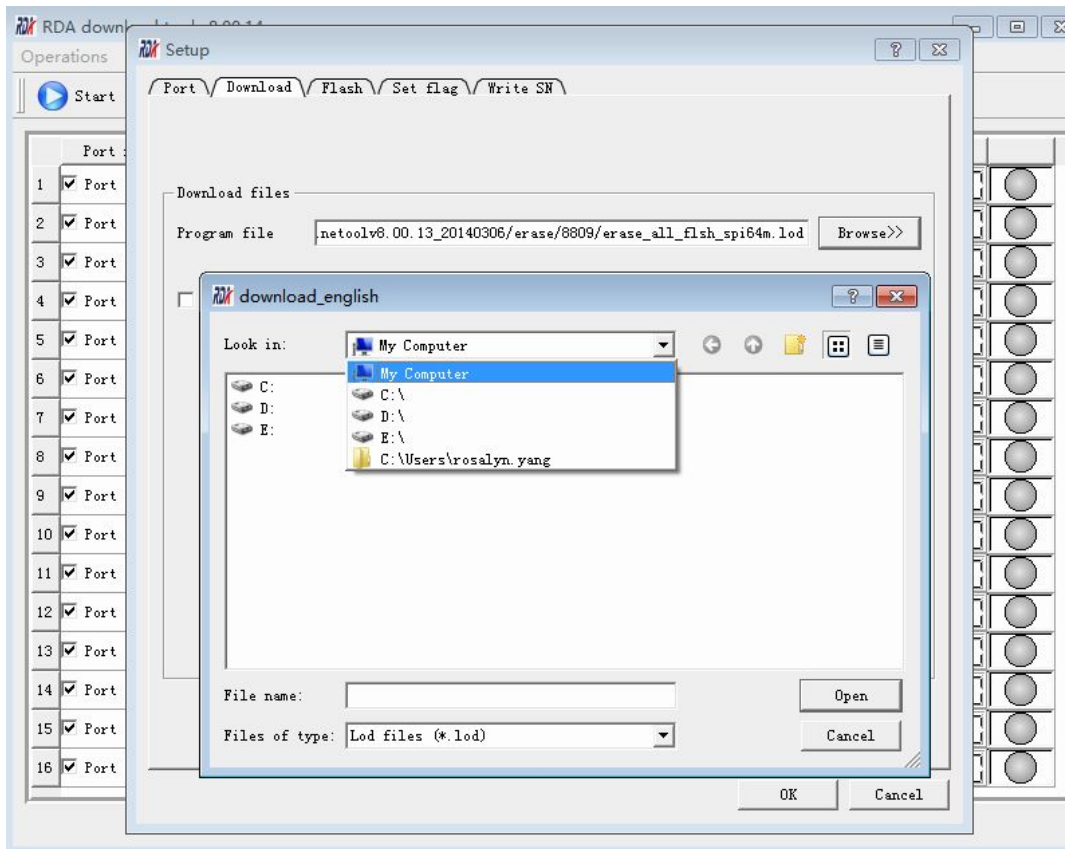 RDA
Operations
Start
Port
1 Port
2 Port
3 Port
4 Port
5 Port
6 Port
7 Port
8 Port
9 Port
10 Port
11 Port
12 Port
13 Port
14 Port
15 Port
16 Port
Setup
Port Download Flash Set flag Write SN
Download files
Program file .netoolv8.00.13_20140306/erase/8809/erase_all_flsh_spi64m.lod Browse>>
download_english
Look in: My Computer
C:
D:
E:
My Computer
C:\
D:\
E:\
C:\Users\rosalyn.yang
File name: Open
Files of type: Lod files (*.lod) Cancel
OK Cancel